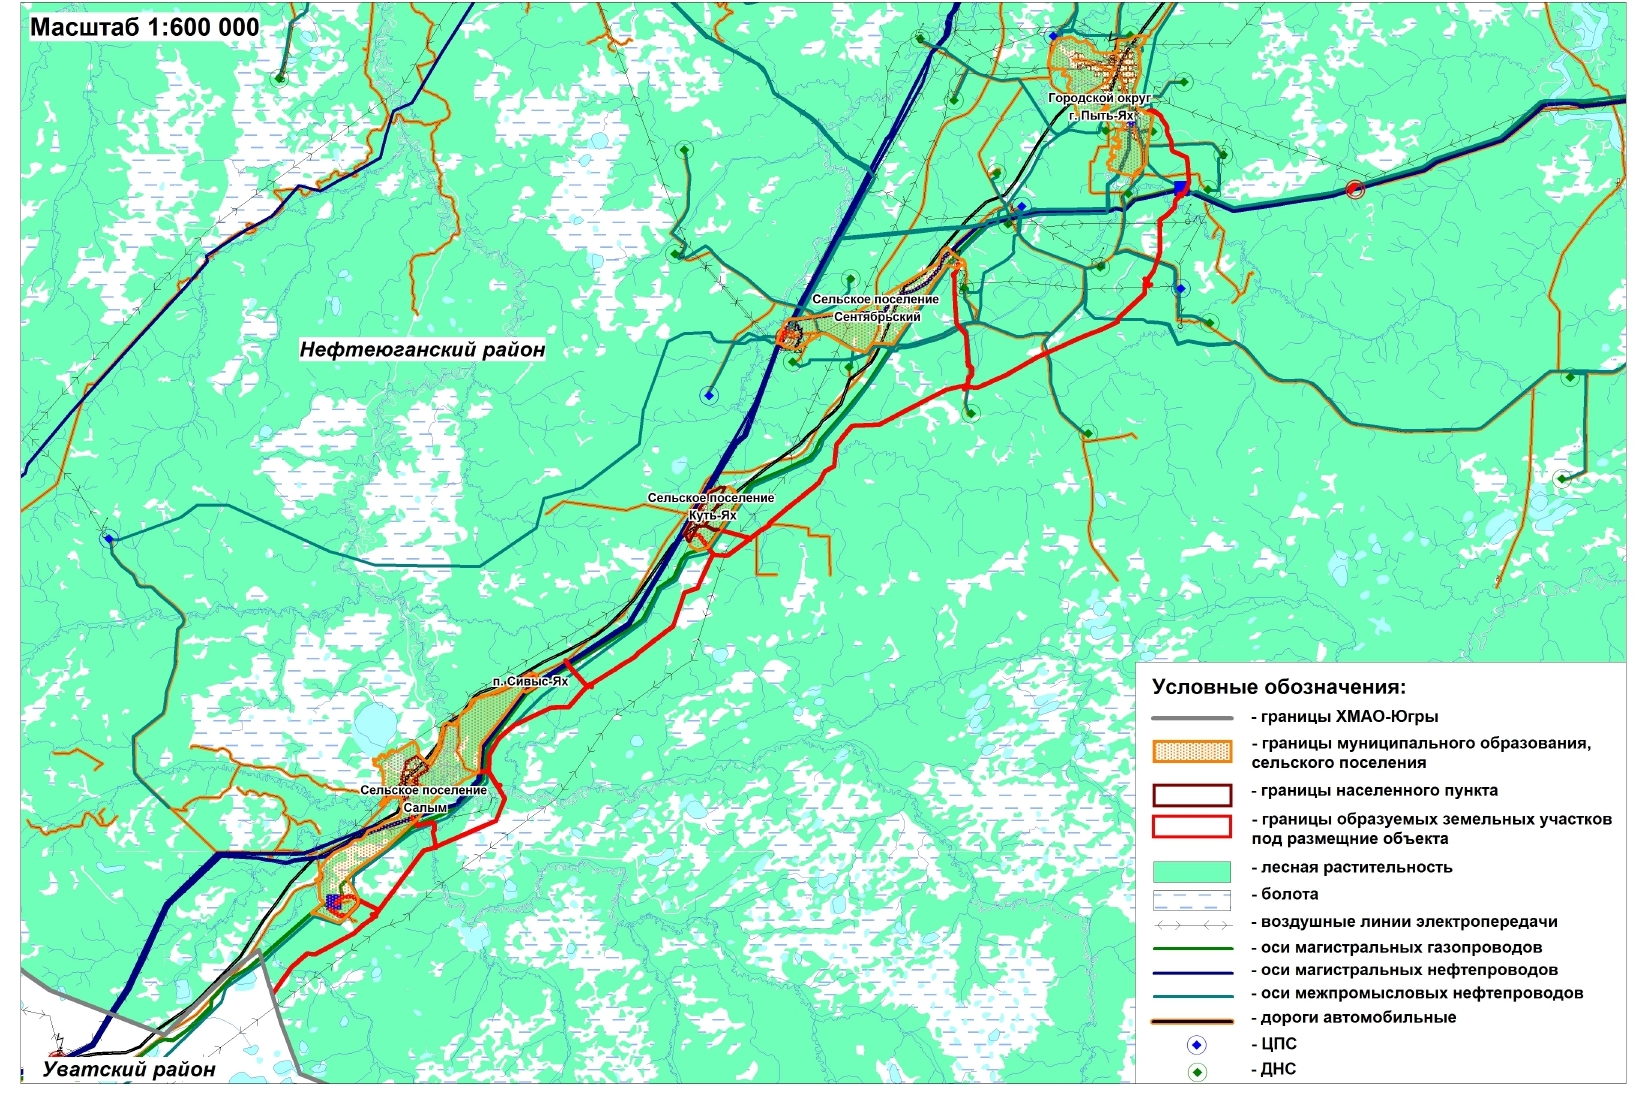 Масштаб 1:600 000
Городской округ
г. Пыть-Ях
Сельское поселение
Сентябрьский
Нефтеюганский район
Сельское поселение
Куть-Ях
п. Сивыс-Ях
Сельское поселение
Салым
Уватский район
Условные обозначения:
- границы ХМАО-Югры
- границы муниципального образования,
сельского поселения
- границы населенного пункта
- границы образуемых земельных участков
под размещние объекта
- лесная растительность
- болота
- воздушные линии электропередачи
- оси магистральных газопроводов
- оси магистральных нефтепроводов
- оси межпромысловых нефтепроводов
- дороги автомобильные
- ЦПС
- ДНС